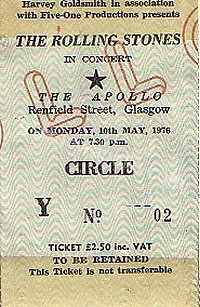 Harvey Goldsmith in association
with Five-One Productions presents
THE ROLLING STONES
IN CONCERT
THE APOLLO
Renfield Street, Glasgow
ON MONDAY, 10th MAY, 1976
AT 7.30 p.m.
CIRCLE
Y No ---02
TICKET £2.50 inc. VAT
TO BE RETAINED
This Ticket is not transferable